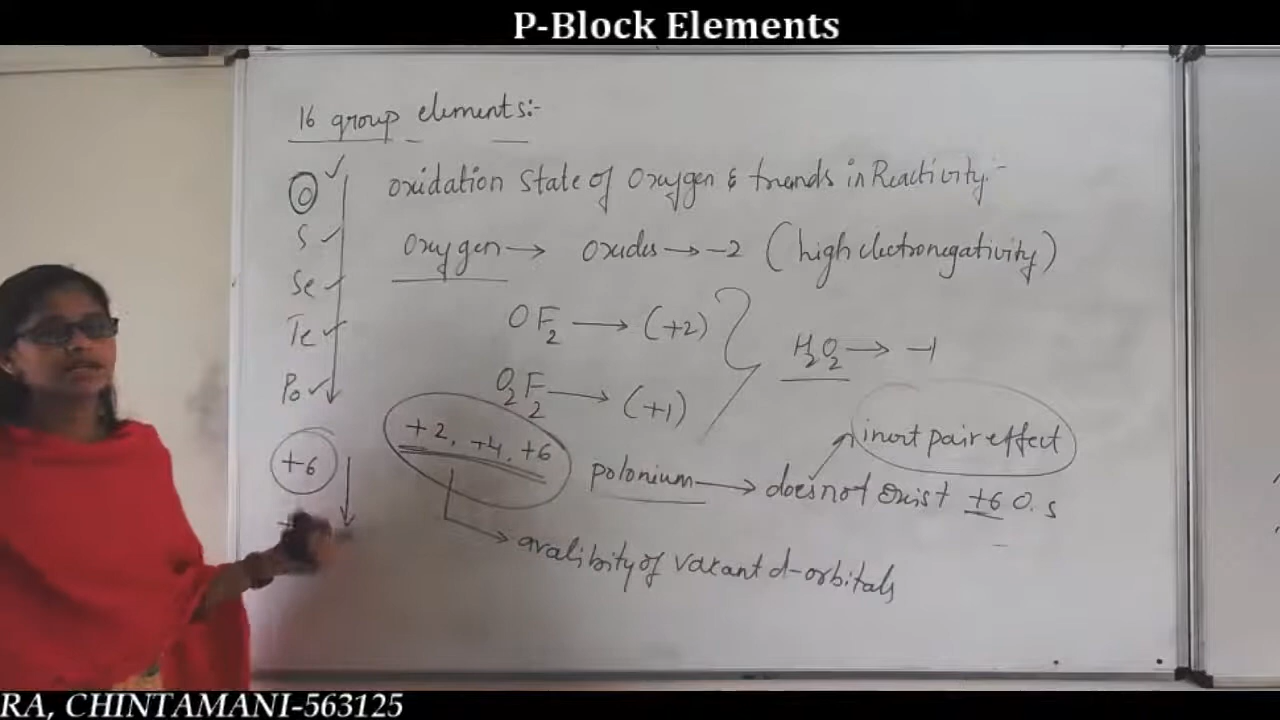 P-Block Elements
16 group elements:-
O
S
Se
Te
Po
+6
oxidation state of oxygen & trends in Reactivity:-
oxygen → oxides → -2 (high electronegativity)
OF₂ → (+2)
O₂F₂ → (+1)
H₂O₂ → -1
+2, +4, +6
inert pair effect
polonium → does not exist +6 O.s
avalibity of vacant d-orbitals
RA, CHINTAMANI-563125